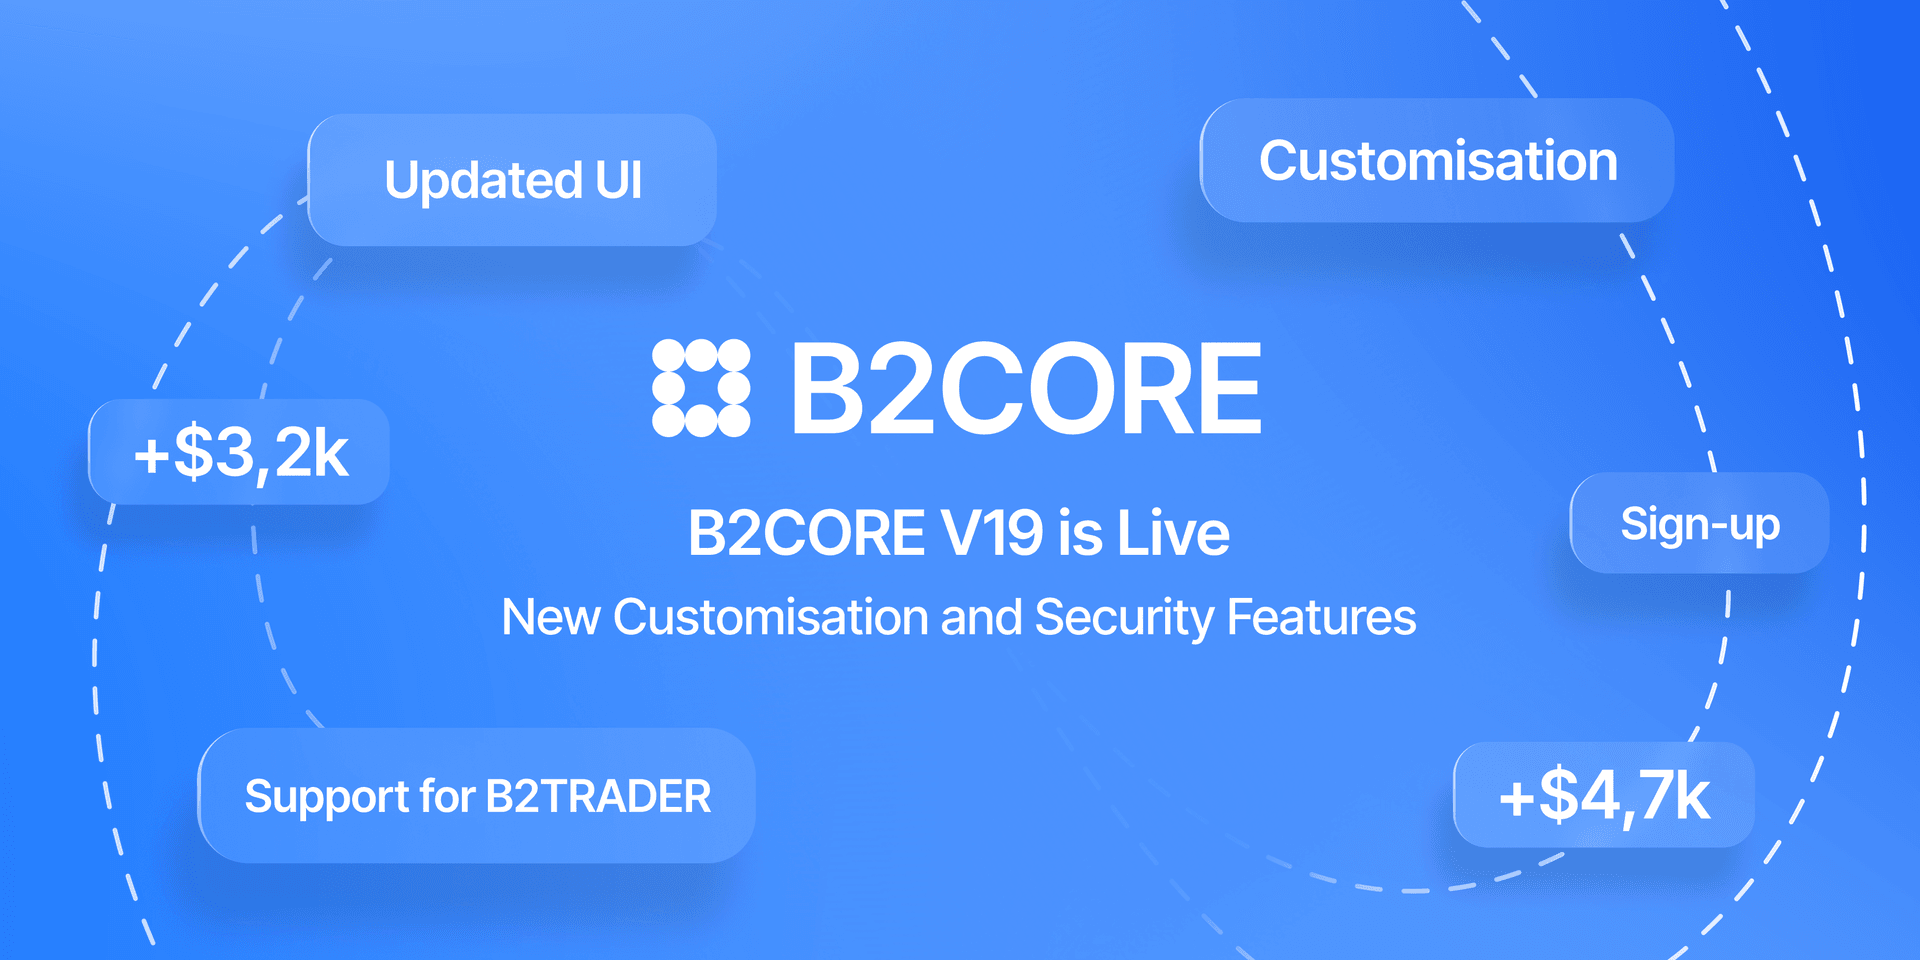 Updated UI
Customisation
B2CORE
+$3,2k
B2CORE V19 is Live
Sign-up
New Customisation and Security Features
Support for B2TRADER
+$4,7k